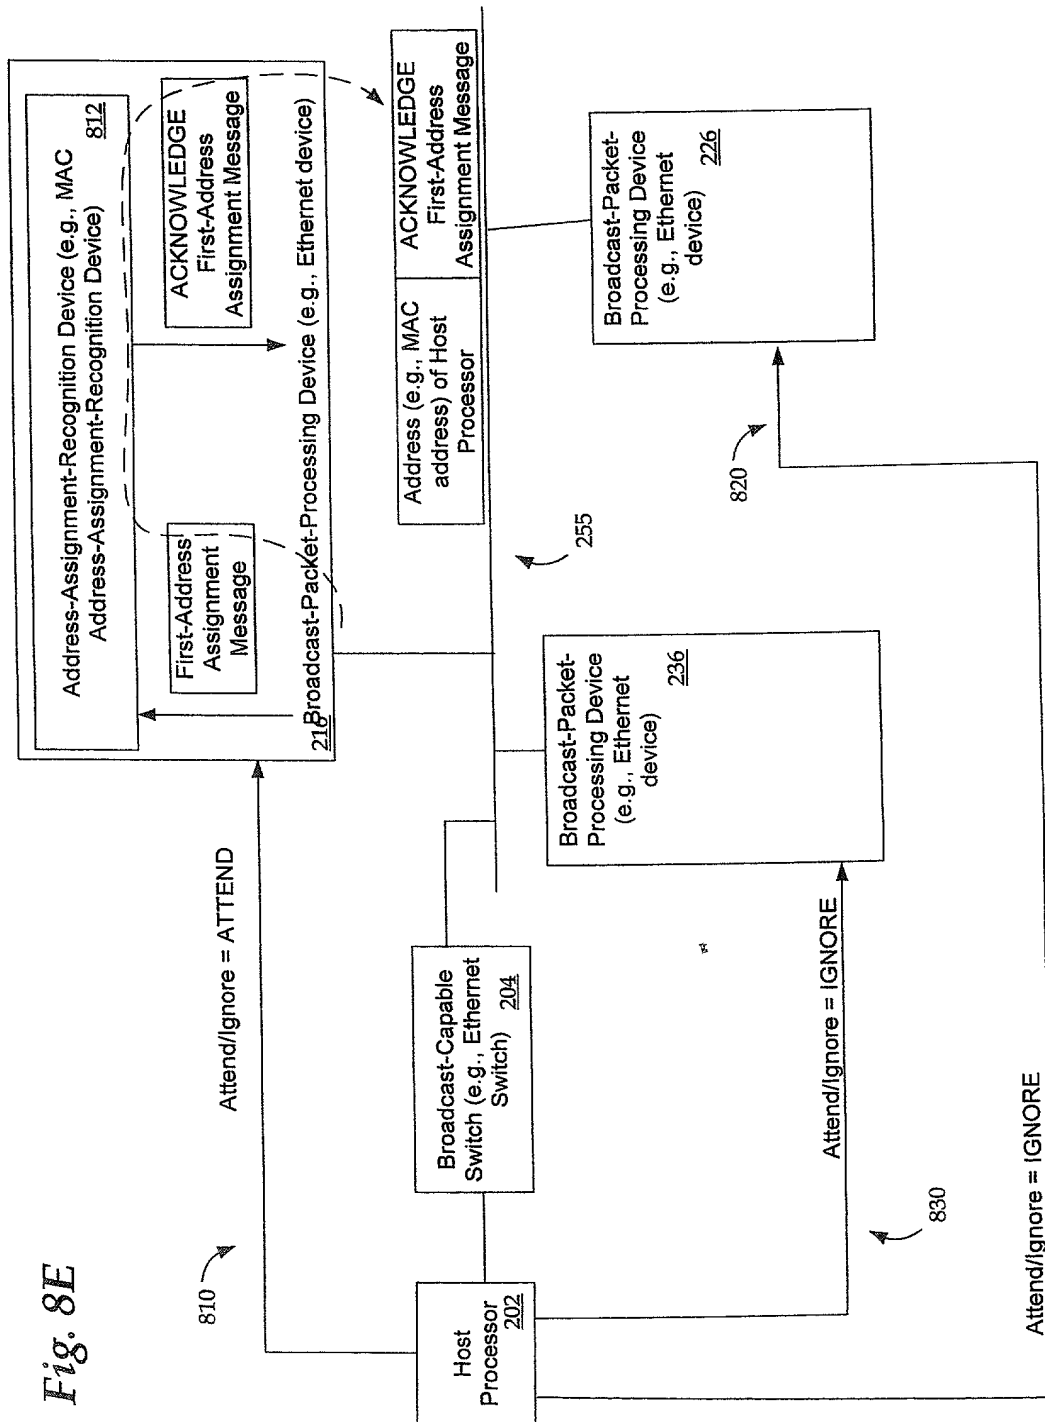 Fig. 8E
Address-Assignment-Recognition Device (e.g., MAC
Address-Assignment-Recognition Device)
812
First-Address
Assignment
Message
ACKNOWLEDGE
First-Address
Assignment Message
Broadcast-Packet-Processing Device (e.g., Ethernet device)
216
810
Attend/Ignore = ATTEND
Host
Processor
202
Broadcast-Capable
Switch (e.g., Ethernet
Switch)
204
Address (e.g., MAC
address) of Host
Processor
ACKNOWLEDGE
First-Address
Assignment Message
255
Broadcast-Packet-
Processing Device
(e.g., Ethernet
device)
236
Broadcast-Packet-
Processing Device
(e.g., Ethernet
device)
226
820
Attend/Ignore = IGNORE
830
Attend/Ignore = IGNORE